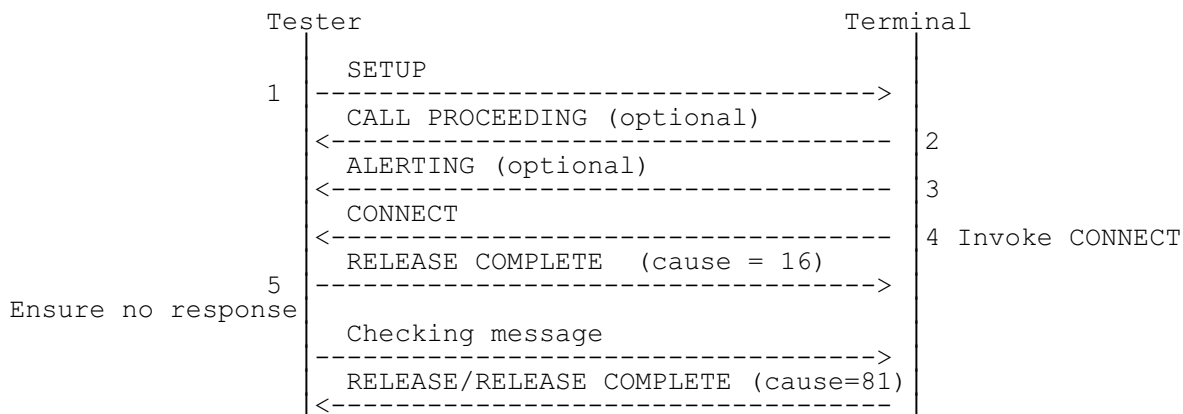 Tester Terminal
SETUP
1 |----------------------------------->
CALL PROCEEDING (optional)
|<----------------------------------- |2
ALERTING (optional)
|<----------------------------------- |3
CONNECT
|<----------------------------------- |4 Invoke CONNECT
RELEASE COMPLETE (cause = 16)
5 |----------------------------------->
Ensure no response
Checking message
|----------------------------------->
RELEASE/RELEASE COMPLETE (cause=81)
|<-----------------------------------